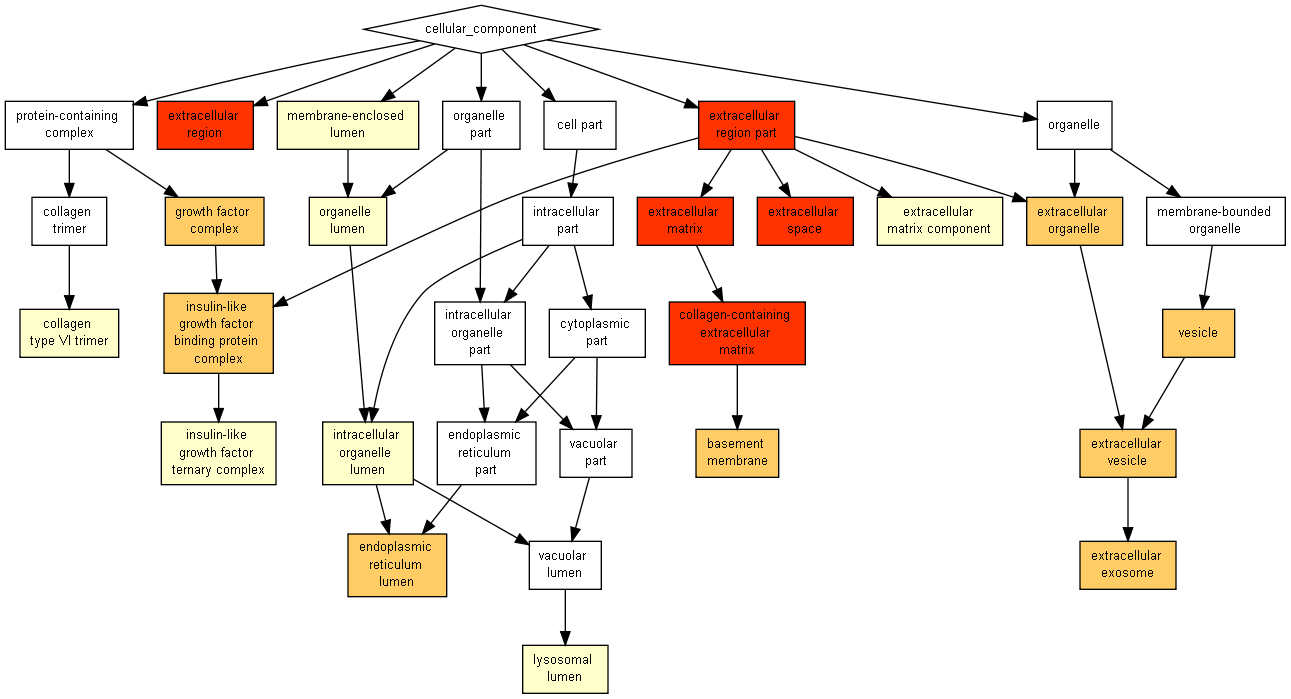 cellular_component
protein-containing
complex
extracellular
region
membrane-enclosed
lumen
organelle
part
cell part
extracellular
region part
organelle
collagen
trimer
growth factor
complex
organelle
lumen
intracellular
part
extracellular
matrix
extracellular
space
extracellular
matrix component
extracellular
organelle
membrane-bounded
organelle
collagen
type VI trimer
insulin-like
growth factor
binding protein
complex
intracellular
organelle
part
cytoplasmic
part
collagen-containing
extracellular
matrix
vesicle
insulin-like
growth factor
ternary complex
intracellular
organelle
lumen
endoplasmic
reticulum
part
vacuolar
part
basement
membrane
extracellular
vesicle
endoplasmic
reticulum
lumen
vacuolar
lumen
extracellular
exosome
lysosomal
lumen